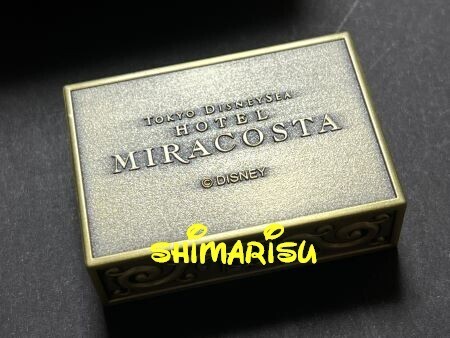 TOKYO DISNEYSEA
HOTEL
MIRACOSTA
© DISNEY
SHIMARISU